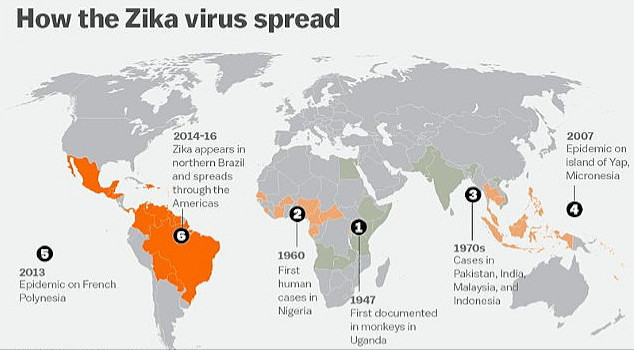 How the Zika virus spread
2014-16
Zika appears in
northern Brazil
and spreads
through the
Americas
2007
Epidemic on
island of Yap,
Micronesia
5
2013
Epidemic on French
Polynesia
6
2
1960
First
human
cases in
Nigeria
1
1947
First documented
in monkeys in
Uganda
3
1970s
Cases in
Pakistan, India,
Malaysia, and
Indonesia
4